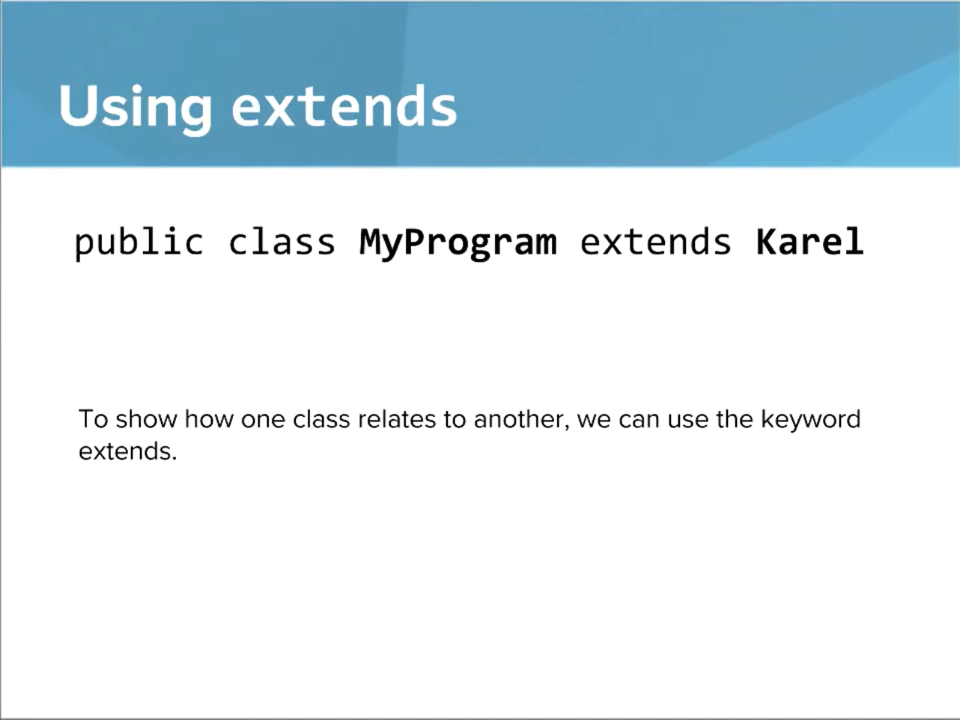 Using extends
public class MyProgram extends Karel
To show how one class relates to another, we can use the keyword
extends.